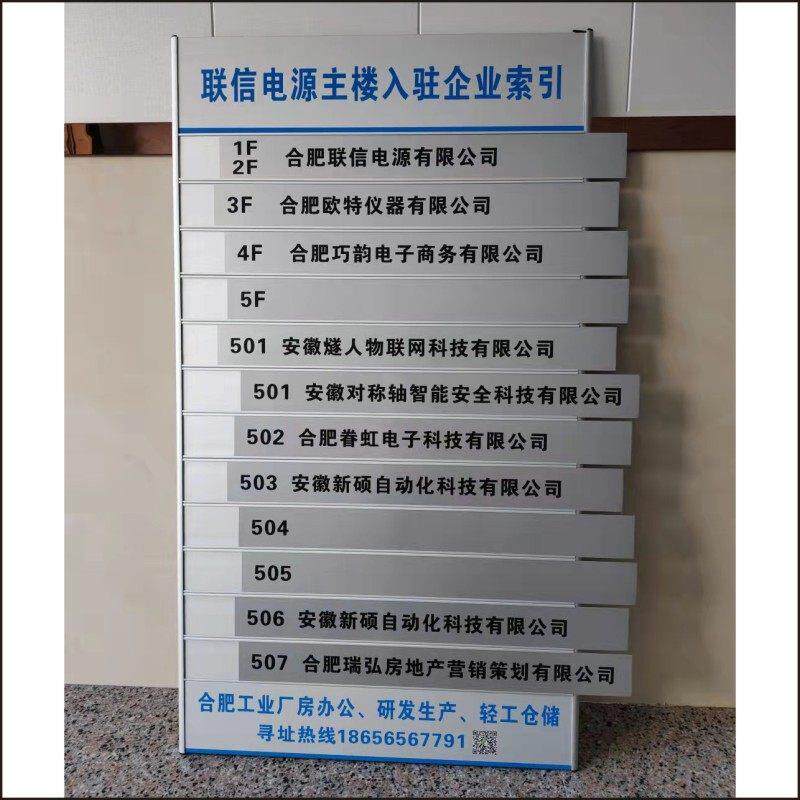 联信电源主楼入驻企业索引
1F
2F 合肥联信电源有限公司
3F 合肥欧特仪器有限公司
4F 合肥巧韵电子商务有限公司
5F
501 安徽燧人物联网科技有限公司
501 安徽对称轴智能安全科技有限公司
502 合肥眷虹电子科技有限公司
503 安徽新硕自动化科技有限公司
504
505
506 安徽新硕自动化科技有限公司
507 合肥瑞弘房地产营销策划有限公司
合肥工业厂房办公、研发生产、轻工仓储
寻址热线18656567791